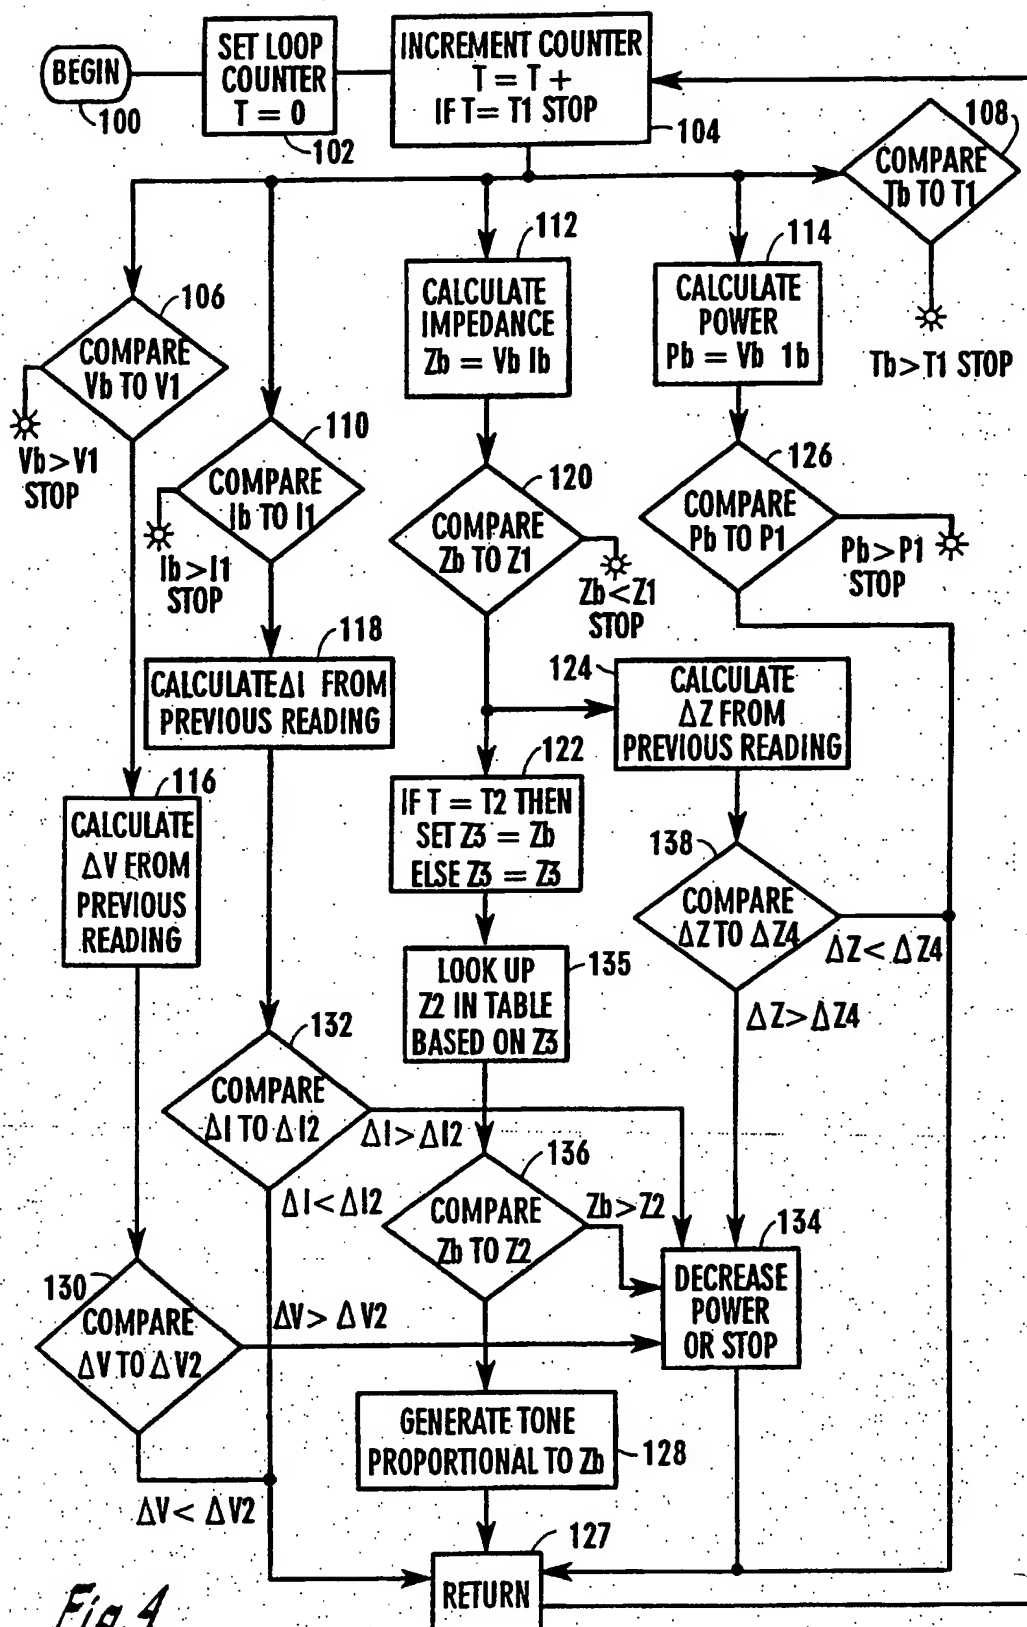 BEGIN
100
SET LOOP
COUNTER
T = 0
102
INCREMENT COUNTER
T = T +
IF T= T1 STOP
104
108
COMPARE
Tb TO T1
Tb>T1 STOP
106
COMPARE
Vb TO V1
Vb>V1
STOP
110
COMPARE
Ib TO I1
Ib>I1
STOP
112
CALCULATE
IMPEDANCE
Zb = Vb Ib
114
CALCULATE
POWER
Pb = Vb 1b
120
COMPARE
Zb TO Z1
Zb<Z1
STOP
126
COMPARE
Pb TO P1
Pb>P1
STOP
118
CALCULATE ΔI FROM
PREVIOUS READING
124
CALCULATE
ΔZ FROM
PREVIOUS READING
116
CALCULATE
ΔV FROM
PREVIOUS
READING
122
IF T = T2 THEN
SET Z3 = Zb
ELSE Z3 = Z3
138
COMPARE
ΔZ TO ΔZ4
ΔZ< ΔZ4
ΔZ>ΔZ4
135
LOOK UP
Z2 IN TABLE
BASED ON Z3
132
COMPARE
ΔI TO ΔI2
ΔI>ΔI2
ΔI<ΔI2
136
COMPARE
Zb TO Z2
Zb>Z2
134
DECREASE
POWER
OR STOP
130
COMPARE
ΔV TO ΔV2
ΔV> ΔV2
ΔV< ΔV2
GENERATE TONE
PROPORTIONAL TO Zb
128
127
RETURN
Fig. 4